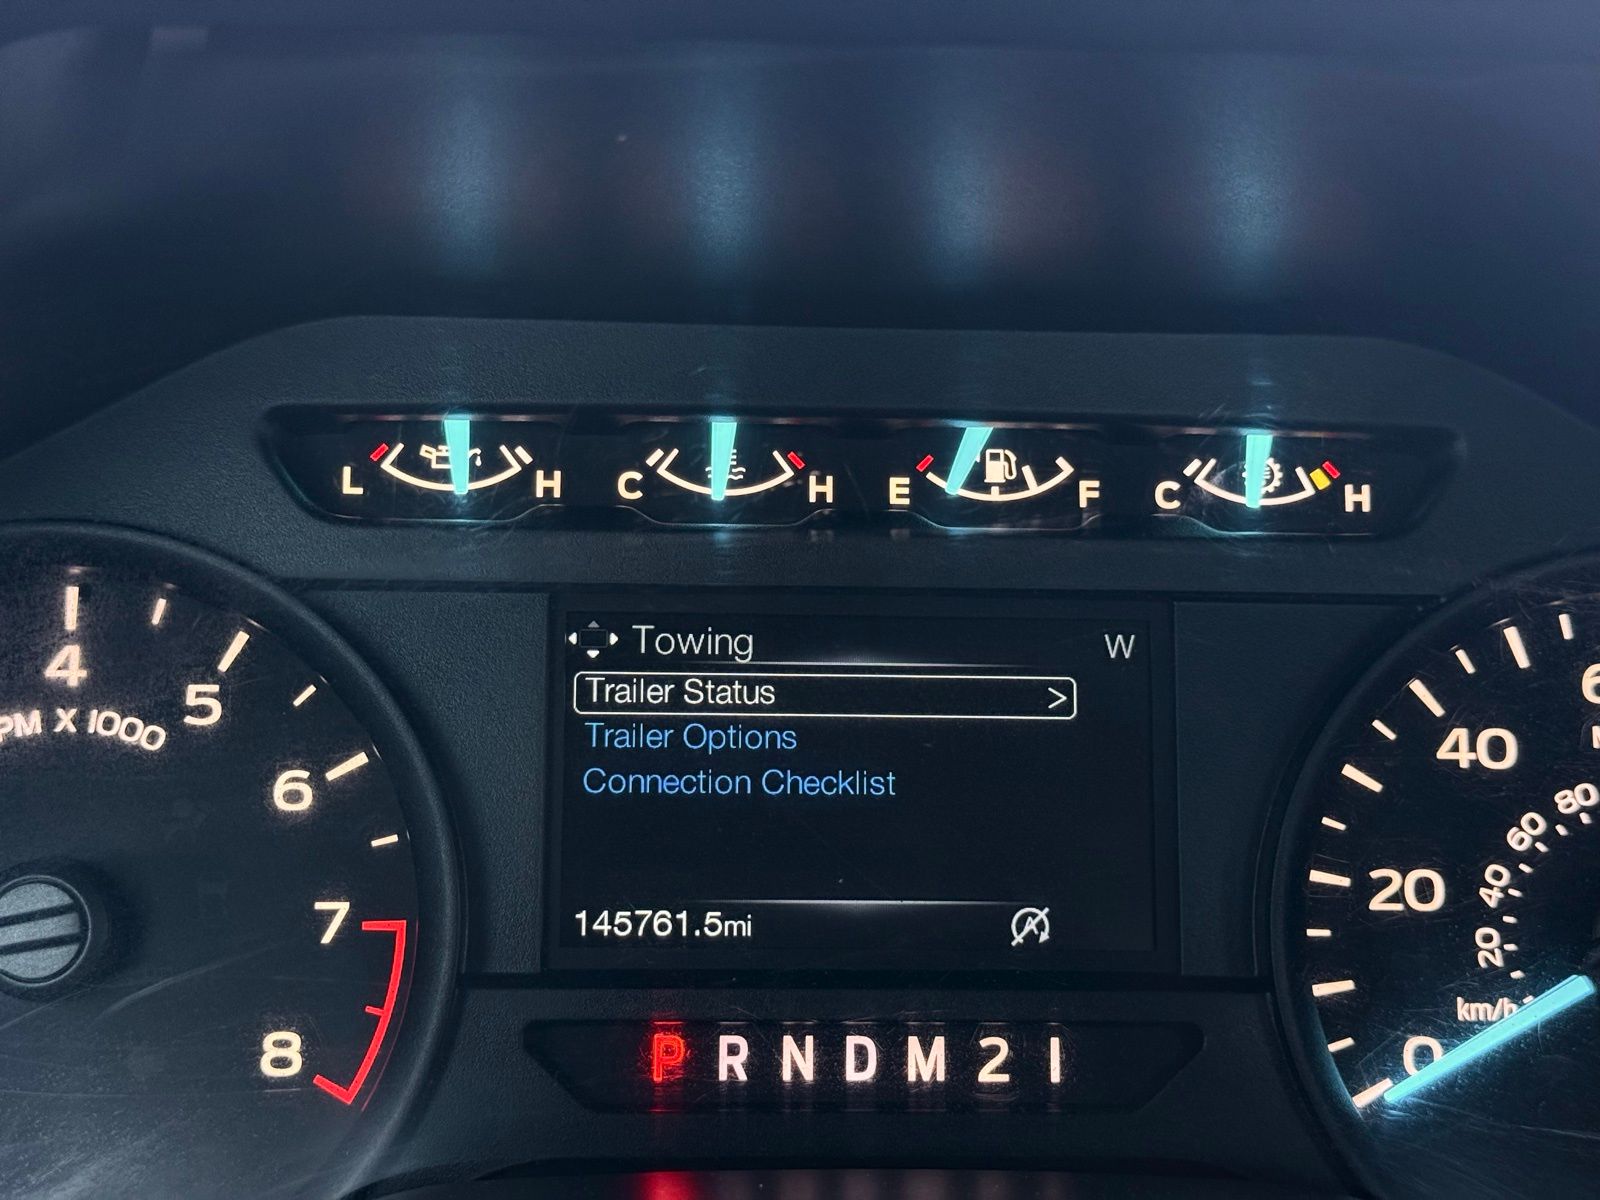 L H C H E F C H
4 5 6 7 8
PM X 1000
Towing W
Trailer Status >
Trailer Options
Connection Checklist
145761.5mi
P R N D M 2 1
40
20
0
80
60
40
20
km/h